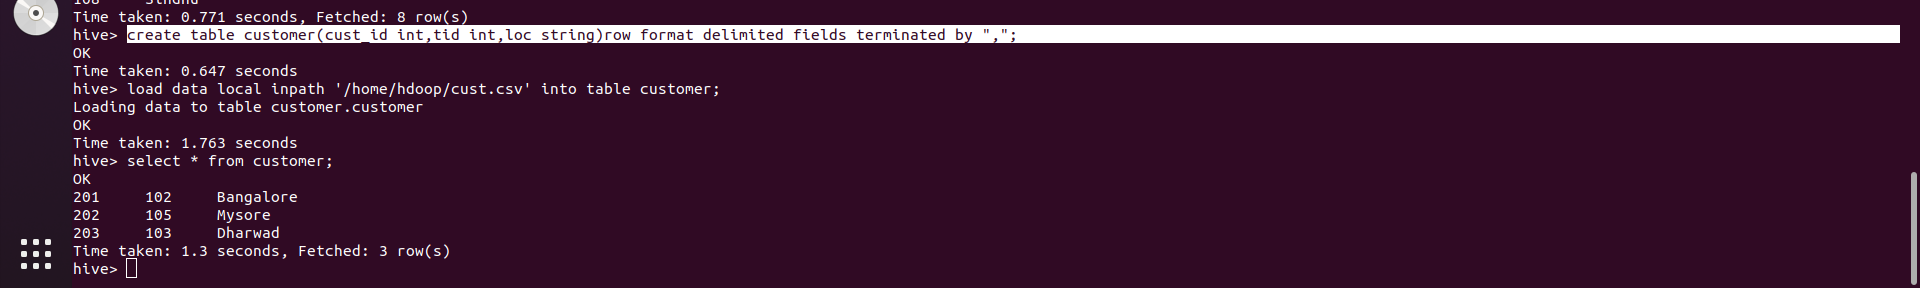 Time taken: 0.771 seconds, Fetched: 8 row(s)
hive> create table customer(cust_id int,tid int,loc string)row format delimited fields terminated by ",";
OK
Time taken: 0.647 seconds
hive> load data local inpath '/home/hdoop/cust.csv' into table customer;
Loading data to table customer.customer
OK
Time taken: 1.763 seconds
hive> select * from customer;
OK
201     102     Bangalore
202     105     Mysore
203     103     Dharwad
Time taken: 1.3 seconds, Fetched: 3 row(s)
hive>